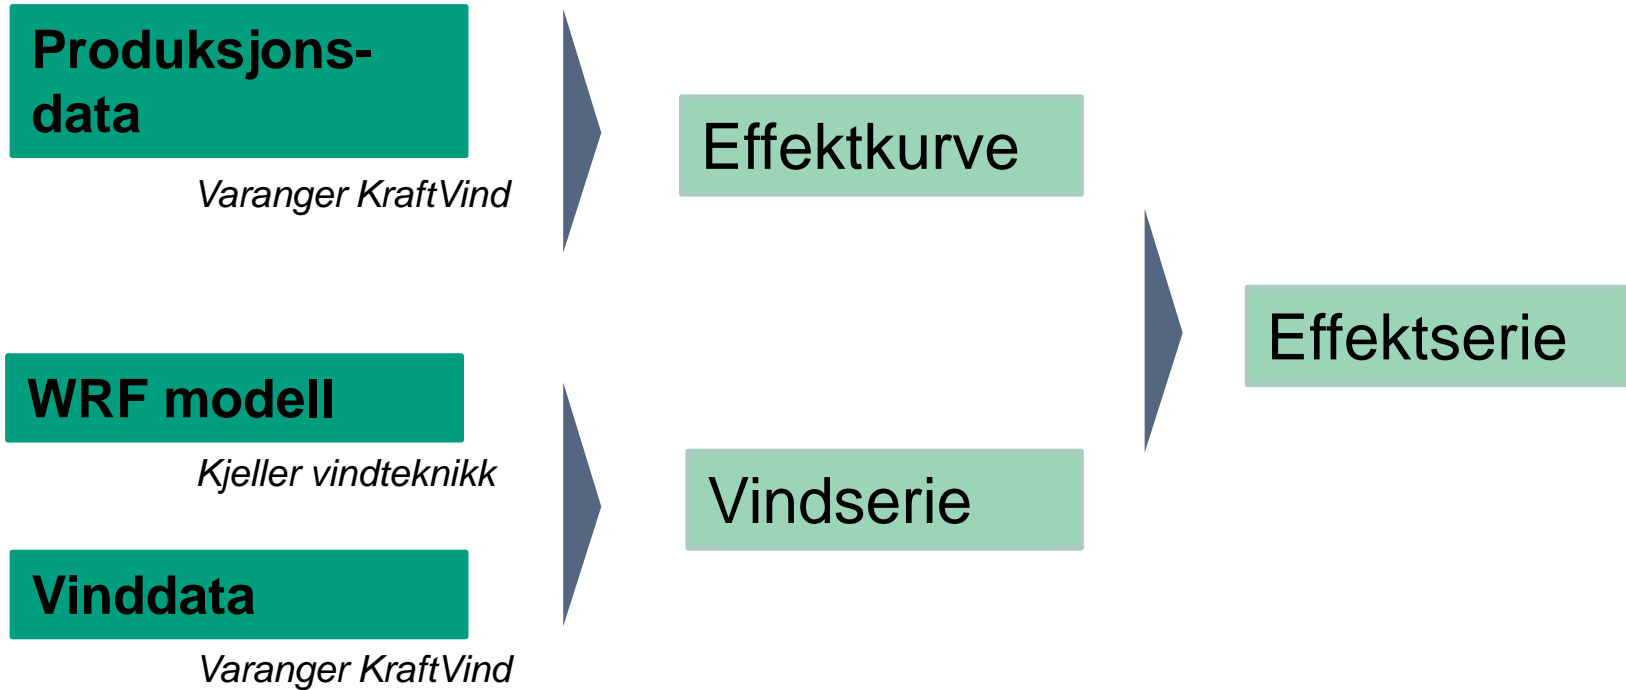 Produksjons-
data
Varanger KraftVind
Effektkurve
WRF modell
Kjeller vindteknikk
Vinddata
Varanger KraftVind
Vindserie
Effektserie